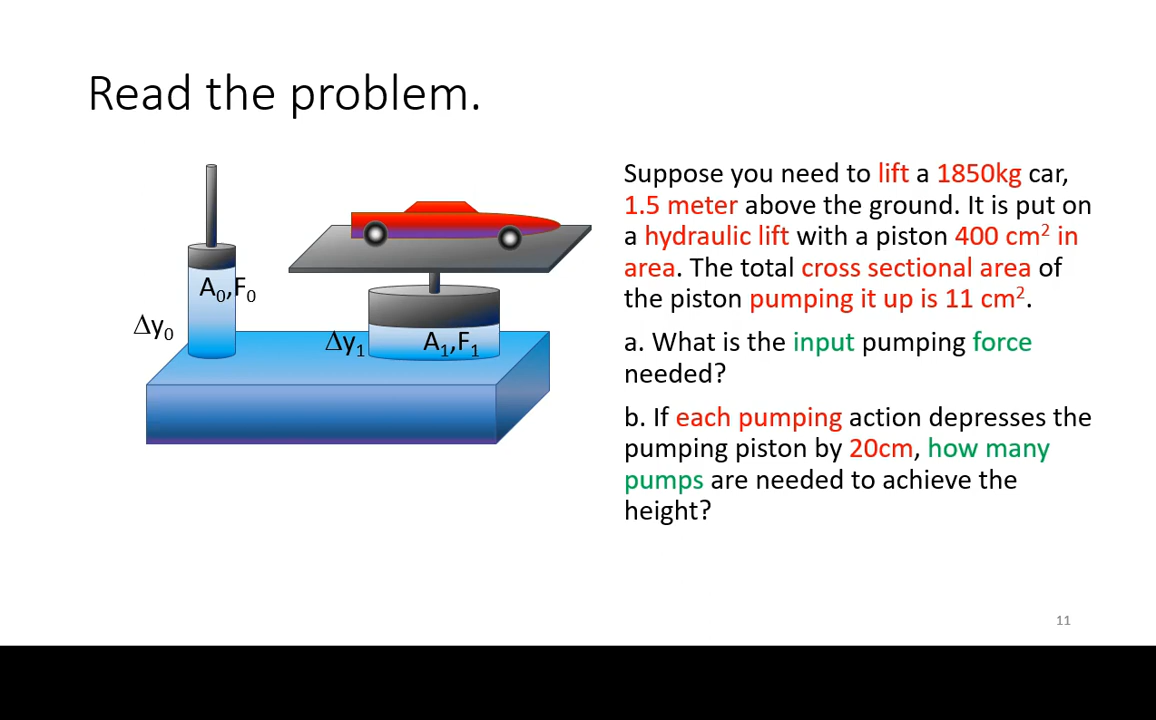 Read the problem.
Suppose you need to lift a 1850kg car,
1.5 meter above the ground. It is put on
a hydraulic lift with a piston 400 cm² in
area. The total cross sectional area of
the piston pumping it up is 11 cm².
a. What is the input pumping force
needed?
b. If each pumping action depresses the
pumping piston by 20cm, how many
pumps are needed to achieve the
height?
A₀,F₀
Δy₀
Δy₁
A₁,F₁
11